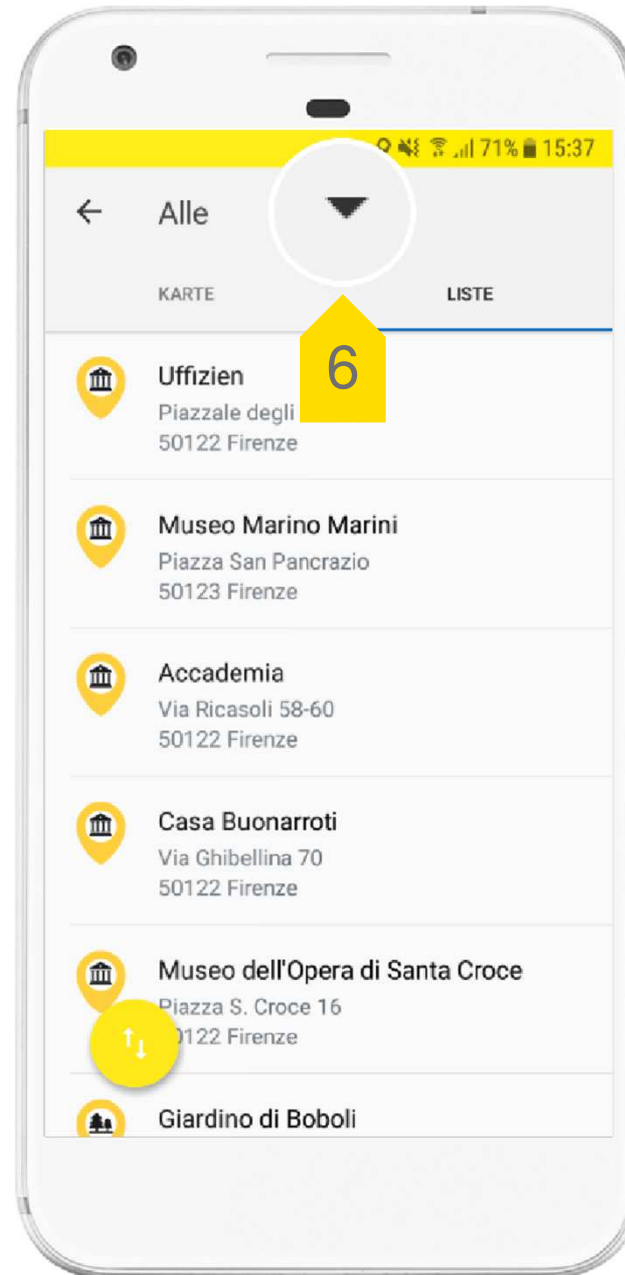 71% 15:37
Alle
KARTE LISTE
6
Uffizien
Piazzale degli
50122 Firenze
Museo Marino Marini
Piazza San Pancrazio
50123 Firenze
Accademia
Via Ricasoli 58-60
50122 Firenze
Casa Buonarroti
Via Ghibellina 70
50122 Firenze
Museo dell'Opera di Santa Croce
Piazza S. Croce 16
0122 Firenze
Giardino di Boboli